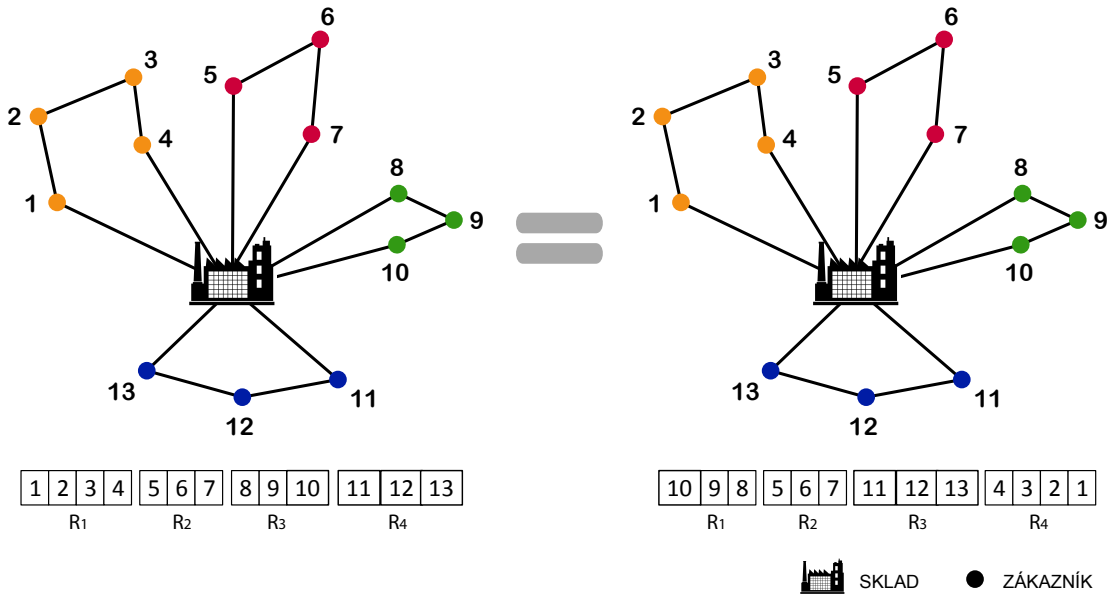 6 6
3 5 3 5
2 4 7 2 4 7
8 8
1 9 1 9
10 10
13 11 13 11
12 12
1 2 3 4 5 6 7 8 9 10 11 12 13 10 9 8 5 6 7 11 12 13 4 3 2 1
R1 R2 R3 R4 R1 R2 R3 R4
SKLAD ZÁKAZNÍK